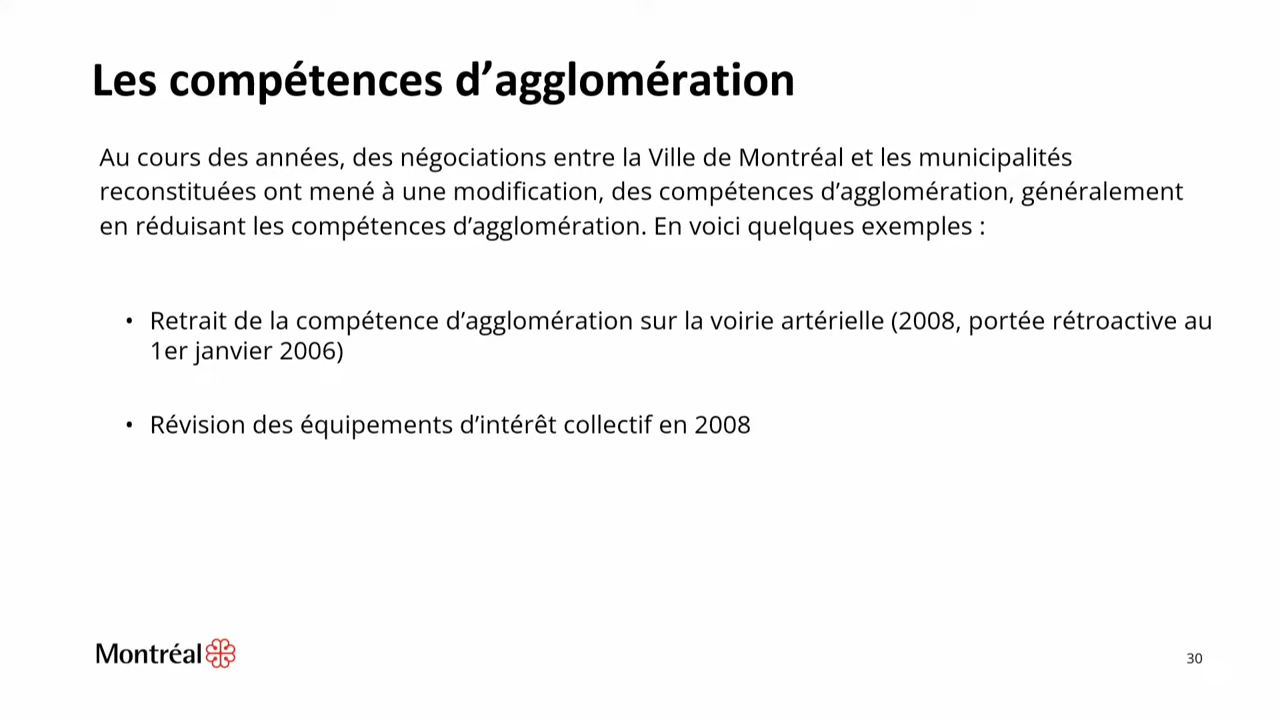 Les compétences d’agglomération
Au cours des années, des négociations entre la Ville de Montréal et les municipalités
reconstituées ont mené à une modification, des compétences d’agglomération, généralement
en réduisant les compétences d’agglomération. En voici quelques exemples :
• Retrait de la compétence d’agglomération sur la voirie artérielle (2008, portée rétroactive au
1er janvier 2006)
• Révision des équipements d’intérêt collectif en 2008
Montréal
30